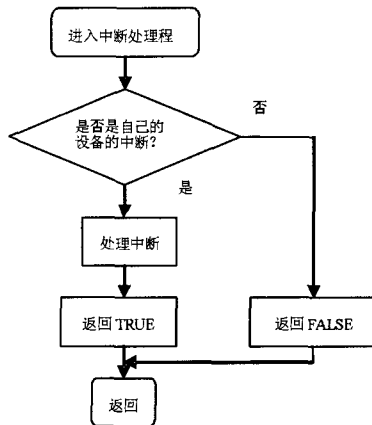 进入中断处理程
是否是自己的
设备的中断?
否
是
处理中断
返回 TRUE
返回 FALSE
返回